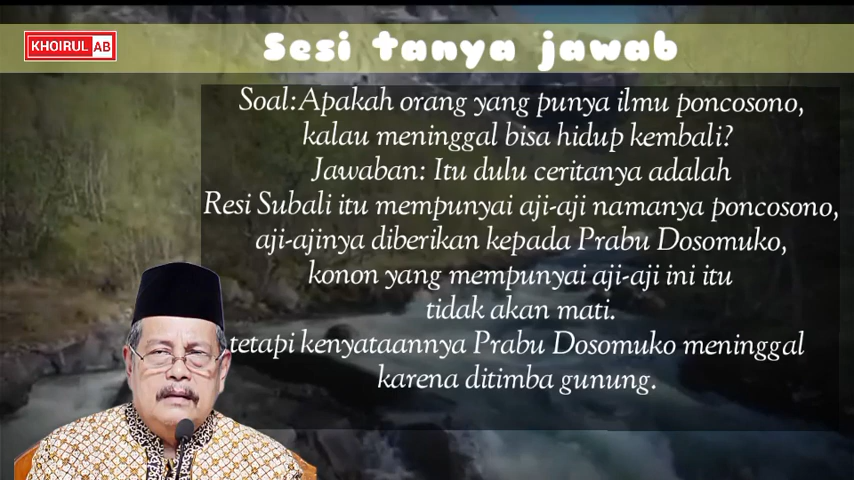 KHOIRUL AB
Sesi tanya jawab
Soal:Apakah orang yang punya ilmu poncosono,
kalau meninggal bisa hidup kembali?
Jawaban: Itu dulu ceritanya adalah
Resi Subali itu mempunyai aji-aji namanya poncosono,
aji-ajinya diberikan kepada Prabu Dosomuko,
konon yang mempunyai aji-aji ini itu
tidak akan mati.
tetapi kenyataannya Prabu Dosomuko meninggal
karena ditimba gunung.